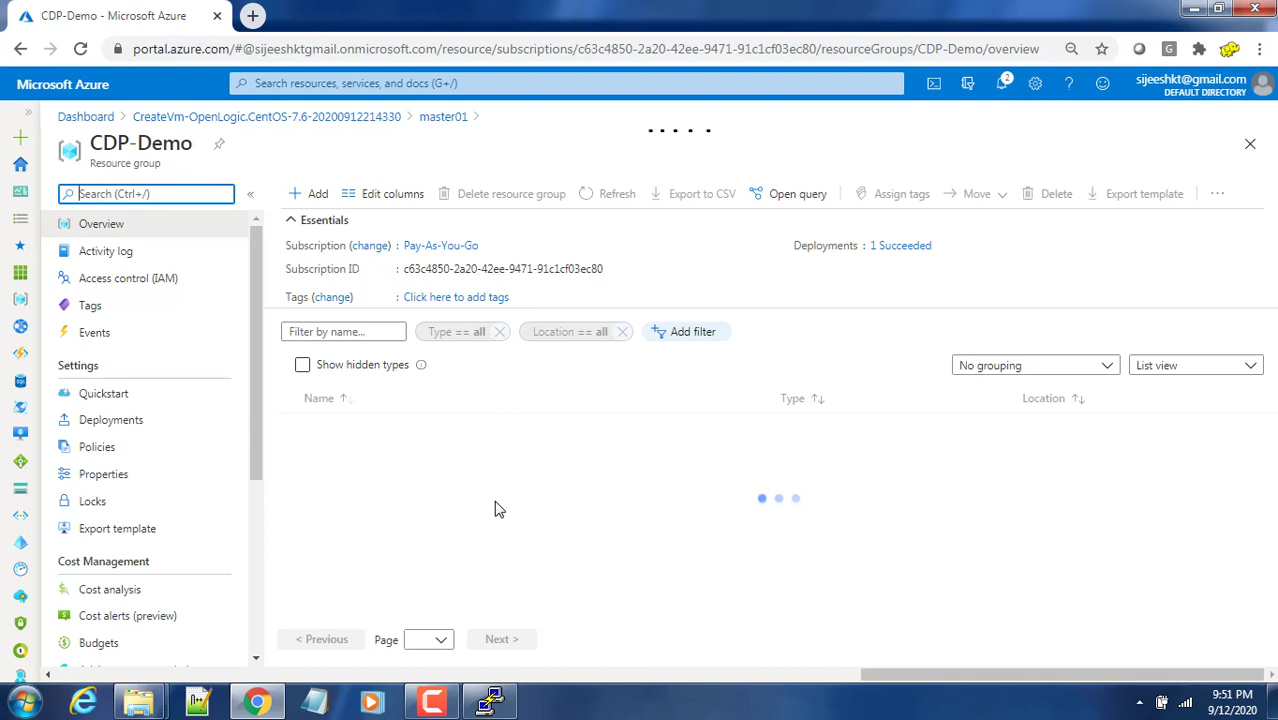 CDP-Demo - Microsoft Azure
portal.azure.com/#@sijeeshktgmail.onmicrosoft.com/resource/subscriptions/c63c4850-2a20-42ee-9471-91c1cf03ec80/resourceGroups/CDP-Demo/overview
Microsoft Azure
Search resources, services, and docs (G+/)
2
sijeeshkt@gmail.com
DEFAULT DIRECTORY
Dashboard > CreateVm-OpenLogic.CentOS-7.6-20200912214330 > master01 >
CDP-Demo
Resource group
Search (Ctrl+/)
«
Add
Edit columns
Delete resource group
Refresh
Export to CSV
Open query
Assign tags
Move
Delete
Export template
Overview
Activity log
Access control (IAM)
Tags
Events
Settings
Quickstart
Deployments
Policies
Properties
Locks
Export template
Cost Management
Cost analysis
Cost alerts (preview)
Budgets
Essentials
Subscription (change) : Pay-As-You-Go
Deployments : 1 Succeeded
Subscription ID : c63c4850-2a20-42ee-9471-91c1cf03ec80
Tags (change) : Click here to add tags
Filter by name...
Type == all
Location == all
Add filter
Show hidden types
No grouping
List view
Name
Type
Location
< Previous
Page
Next >
9:51 PM
9/12/2020